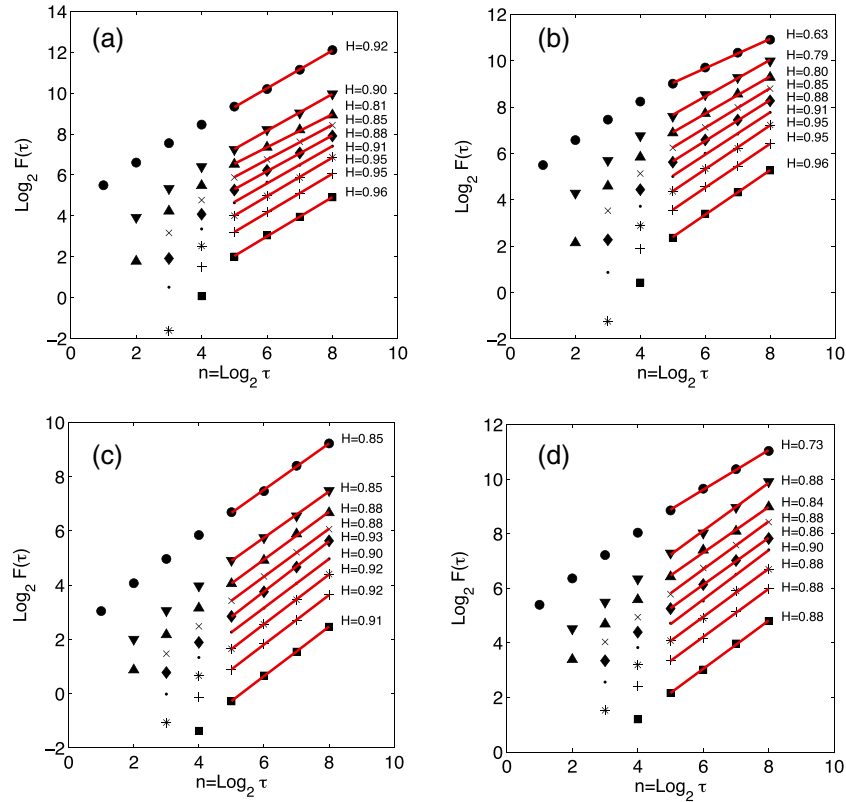 (a)
14
12
10
8
6
4
2
0
−2
Log2 F(τ)
0
2
4
6
8
10
n=Log2 τ
H=0.92
H=0.90
H=0.81
H=0.85
H=0.88
H=0.91
H=0.95
H=0.95
H=0.96
(b)
12
10
8
6
4
2
0
−2
Log2 F(τ)
0
2
4
6
8
10
n=Log2 τ
H=0.63
H=0.79
H=0.80
H=0.85
H=0.88
H=0.91
H=0.95
H=0.95
H=0.96
(c)
10
8
6
4
2
0
−2
Log2 F(τ)
0
2
4
6
8
10
n=Log2 τ
H=0.85
H=0.85
H=0.88
H=0.88
H=0.93
H=0.90
H=0.92
H=0.92
H=0.91
(d)
12
10
8
6
4
2
0
Log2 F(τ)
0
2
4
6
8
10
n=Log2 τ
H=0.73
H=0.88
H=0.84
H=0.88
H=0.86
H=0.90
H=0.88
H=0.88
H=0.88